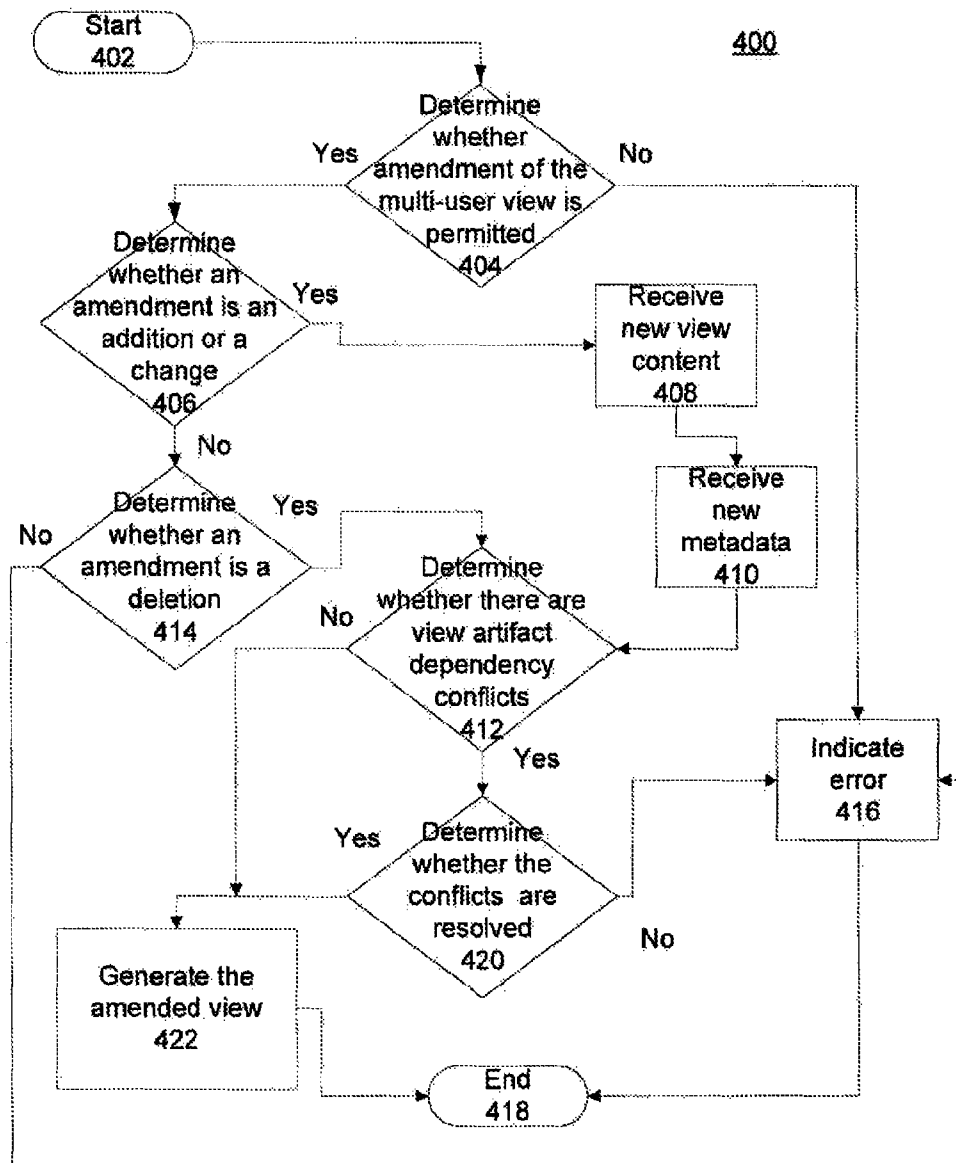 Start
402
400
Determine
whether
amendment of the
multi-user view is
permitted
404
Yes
No
Determine
whether an
amendment is an
addition or a
change
406
Yes
No
Receive
new view
content
408
Receive
new
metadata
410
Determine
whether an
amendment is a
deletion
414
No
Yes
Determine
whether there are
view artifact
dependency
conflicts
412
No
Yes
Indicate
error
416
Determine
whether the
conflicts are
resolved
420
Yes
No
Generate the
amended view
422
End
418